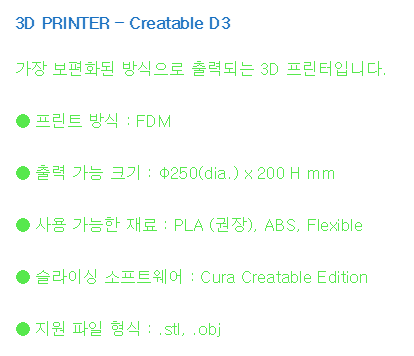 3D PRINTER - Creatable D3
가장 보편화된 방식으로 출력되는 3D 프린터입니다.
● 프린트 방식 : FDM
● 출력 가능 크기 : Φ250(dia.) x 200 H mm
● 사용 가능한 재료 : PLA (권장), ABS, Flexible
● 슬라이싱 소프트웨어 : Cura Creatable Edition
● 지원 파일 형식 : .stl, .obj